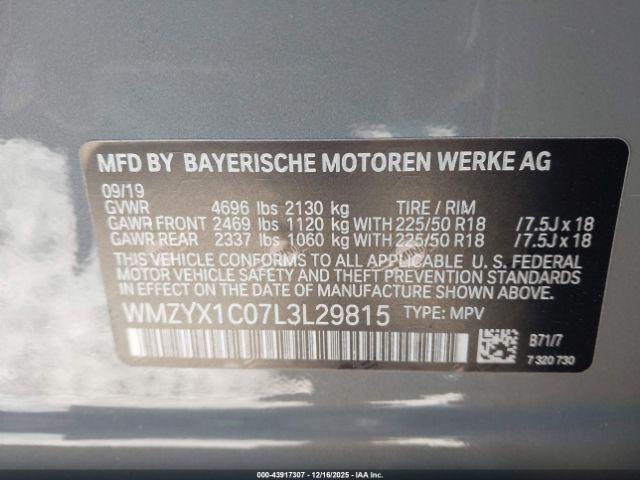 MFD BY BAYERISCHE MOTOREN WERKE AG
09/19
GVWR 4696 lbs 2130 kg TIRE / RIM
GAWR FRONT 2469 lbs 1120 kg WITH 225/50 R18 /7.5J x 18
GAWR REAR 2337 lbs 1060 kg WITH 225/50 R18 /7.5J x 18
THIS VEHICLE CONFORMS TO ALL APPLICABLE U. S. FEDERAL
MOTOR VEHICLE SAFETY AND THEFT PREVENTION STANDARDS
IN EFFECT ON THE DATE OF MANUFACTURE SHOWN ABOVE.
WMZYX1C07L3L29815 TYPE: MPV
B71/7
7 320 730
000-43917307 - 12/16/2025 - IAAI.com